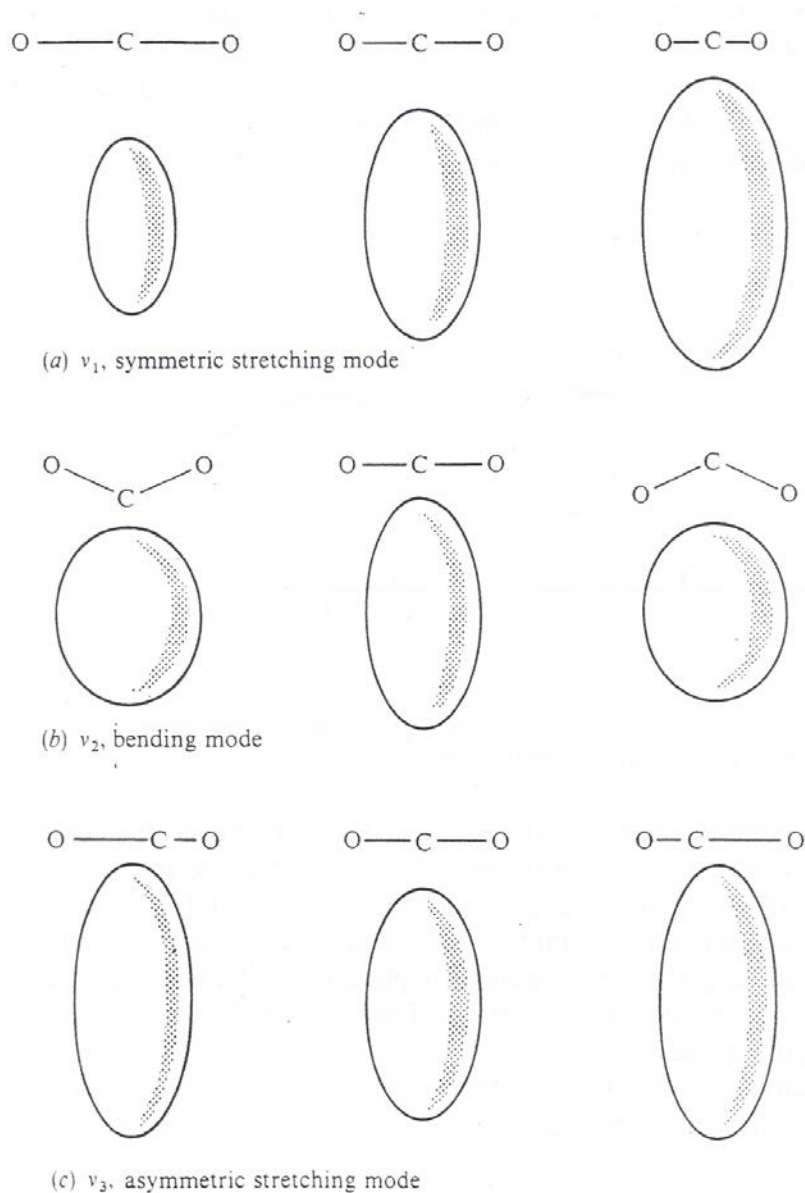 O — C — O O — C — O O — C — O
(a) ν₁, symmetric stretching mode
O C O O — C — O O C O
(b) ν₂, bending mode
O — C — O O — C — O O — C — O
(c) ν₃, asymmetric stretching mode